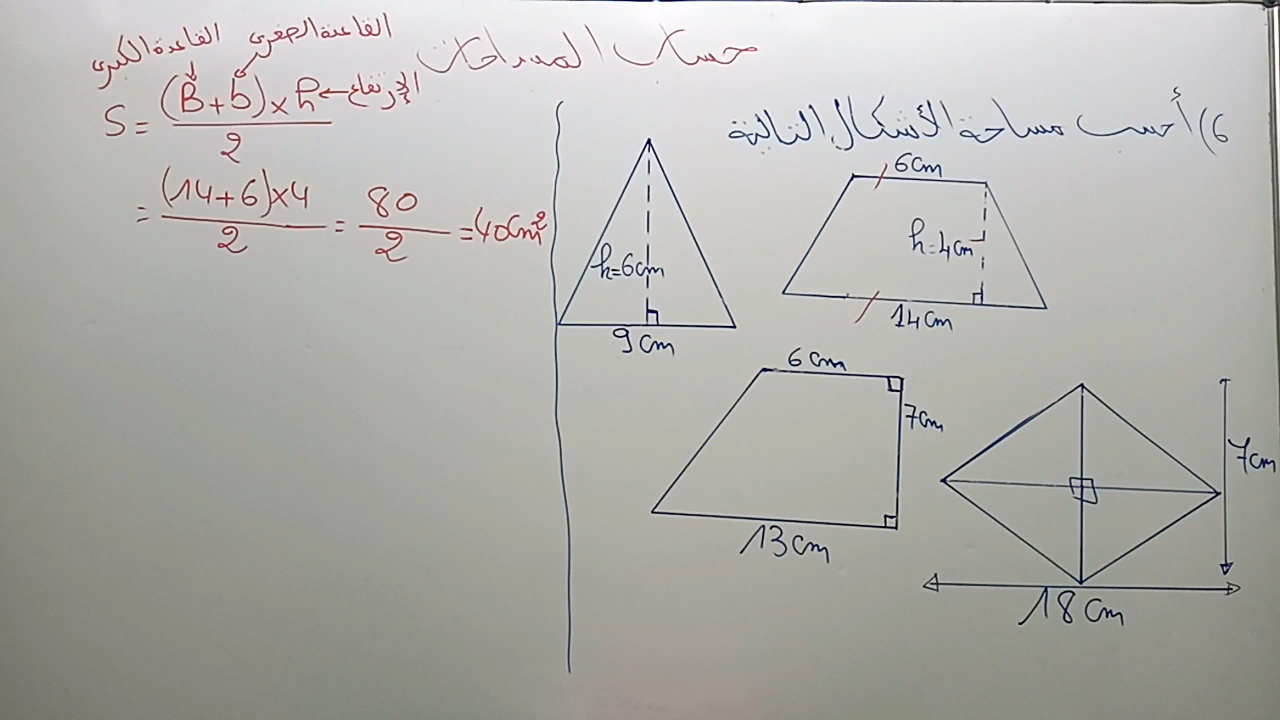 حساب المساحات
6) أحسب مساحة الأشكال التالية
6cm
h=4cm
14cm
h=6cm
9cm
6cm
7cm
13cm
7cm
18cm
القاعدة الكبرى القاعدة الصغرى
S = (B+b)×h / 2 ← الإرتفاع
= (14+6)×4 / 2 = 80 / 2 = 40cm²